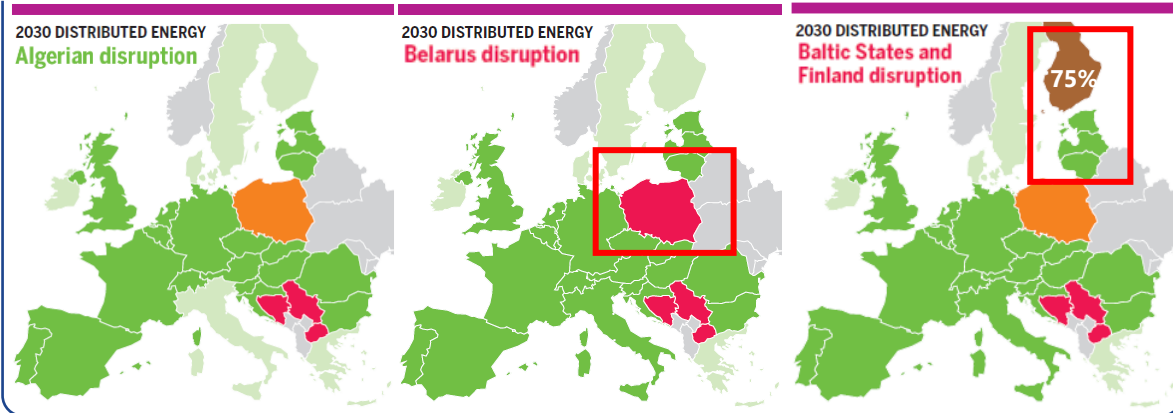 2030 DISTRIBUTED ENERGY
Algerian disruption
2030 DISTRIBUTED ENERGY
Belarus disruption
2030 DISTRIBUTED ENERGY
Baltic States and
Finland disruption
75%